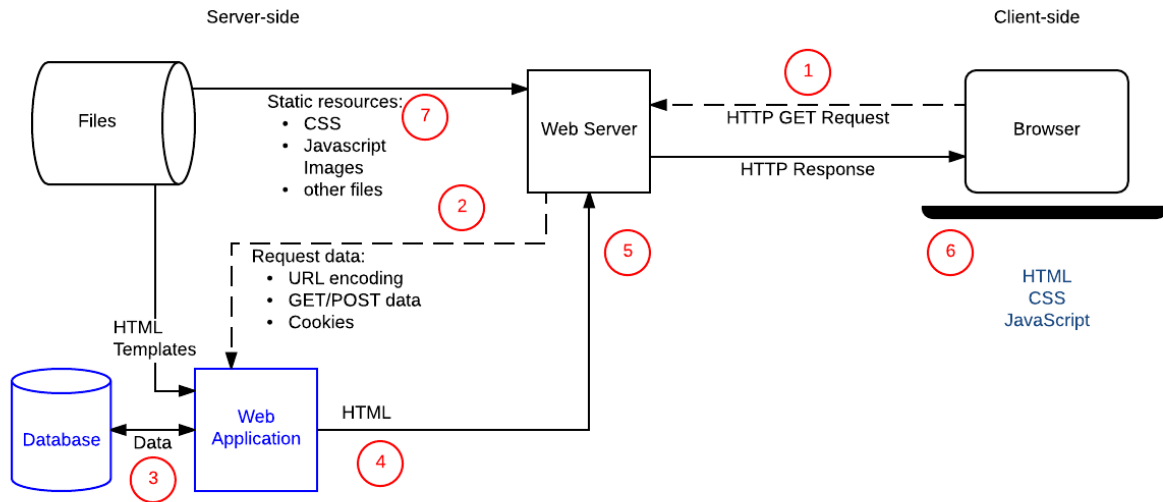 Server-side
Client-side
Files
Static resources:
• CSS
• Javascript
Images
• other files
7
Web Server
1
HTTP GET Request
HTTP Response
Browser
2
Request data:
• URL encoding
• GET/POST data
• Cookies
5
6
HTML
CSS
JavaScript
HTML
Templates
Database
Data
3
Web
Application
HTML
4